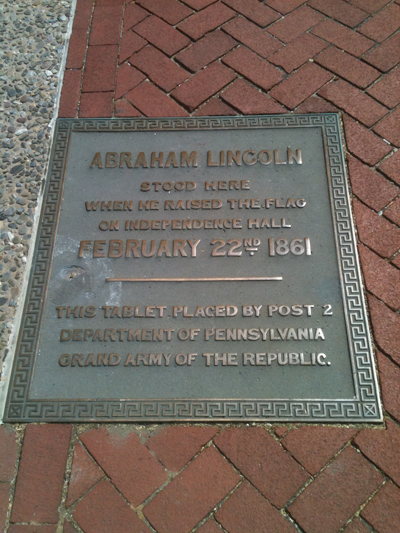 ABRAHAM LINCOLN
STOOD HERE
WHEN HE RAISED THE FLAG
ON INDEPENDENCE HALL
FEBRUARY 22ND 1861
THIS TABLET PLACED BY POST 2
DEPARTMENT OF PENNSYLVANIA
GRAND ARMY OF THE REPUBLIC.